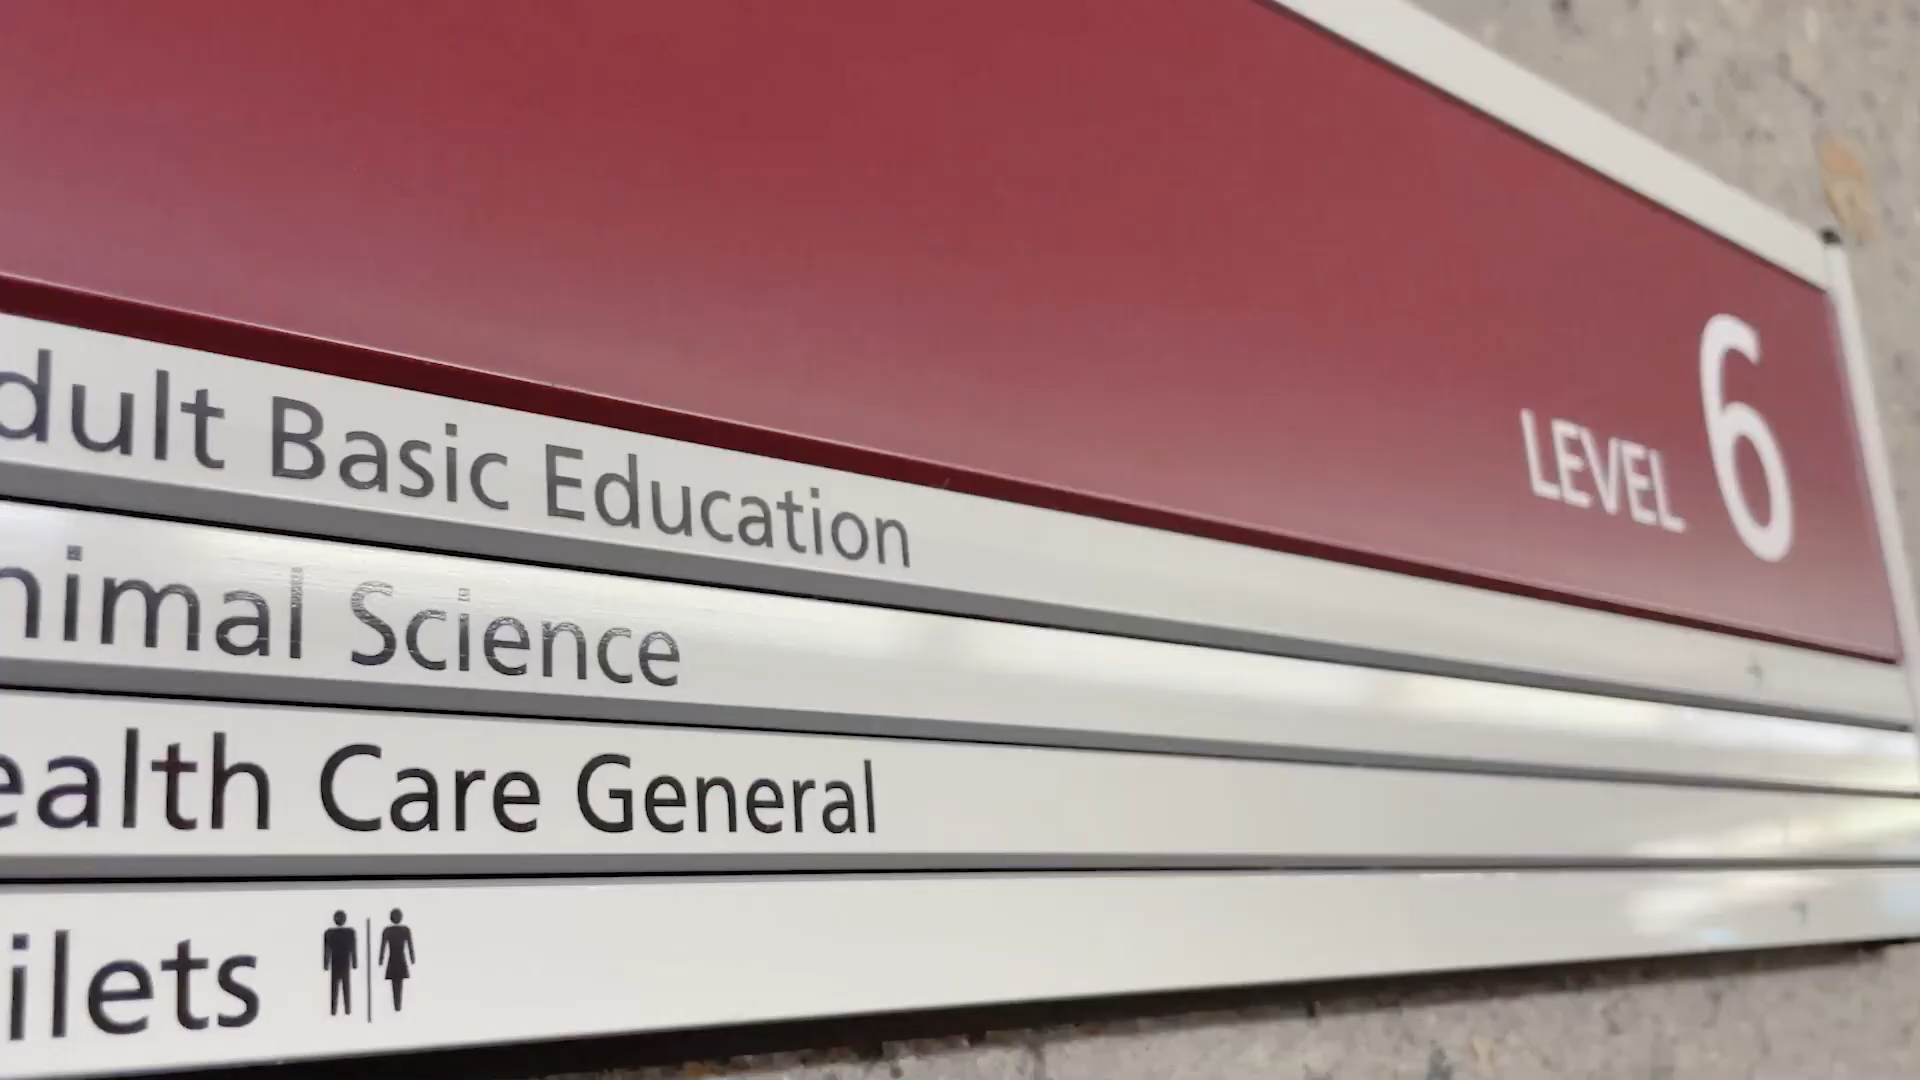 LEVEL 6
dult Basic Education
nimal Science
ealth Care General
ilets